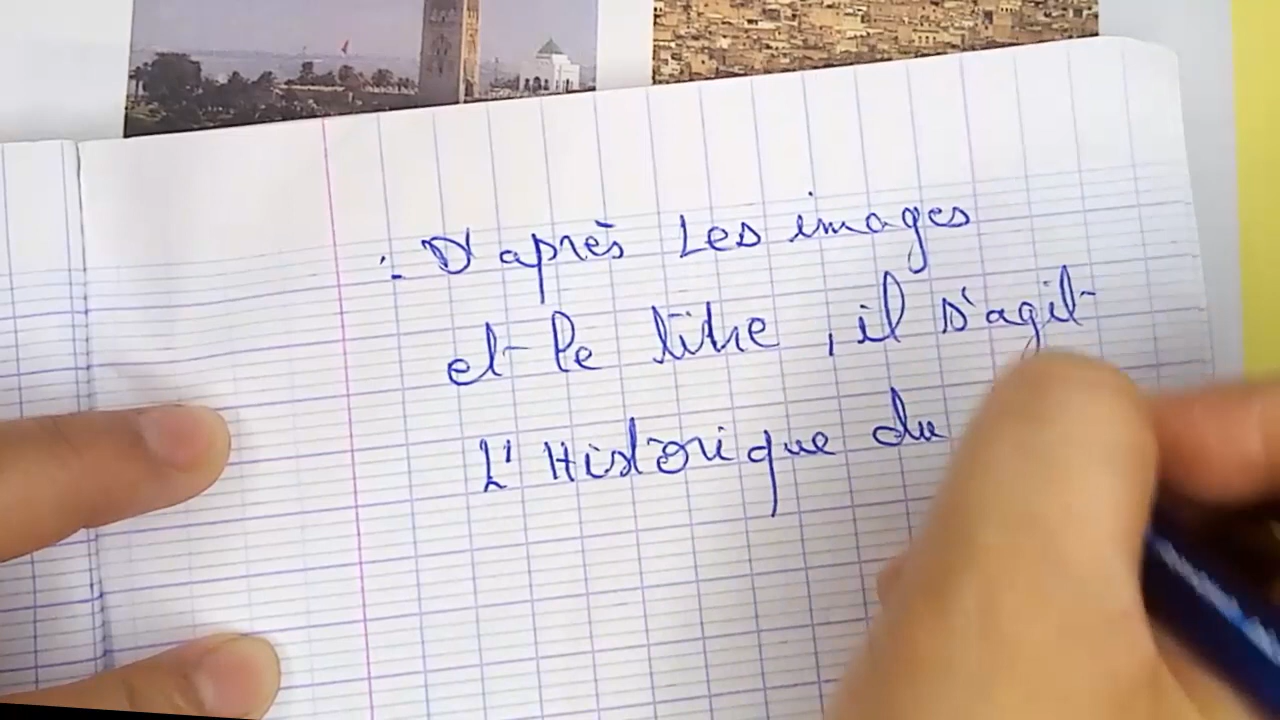 : D'après Les images
et le titre, il s'agit
L'Historique du